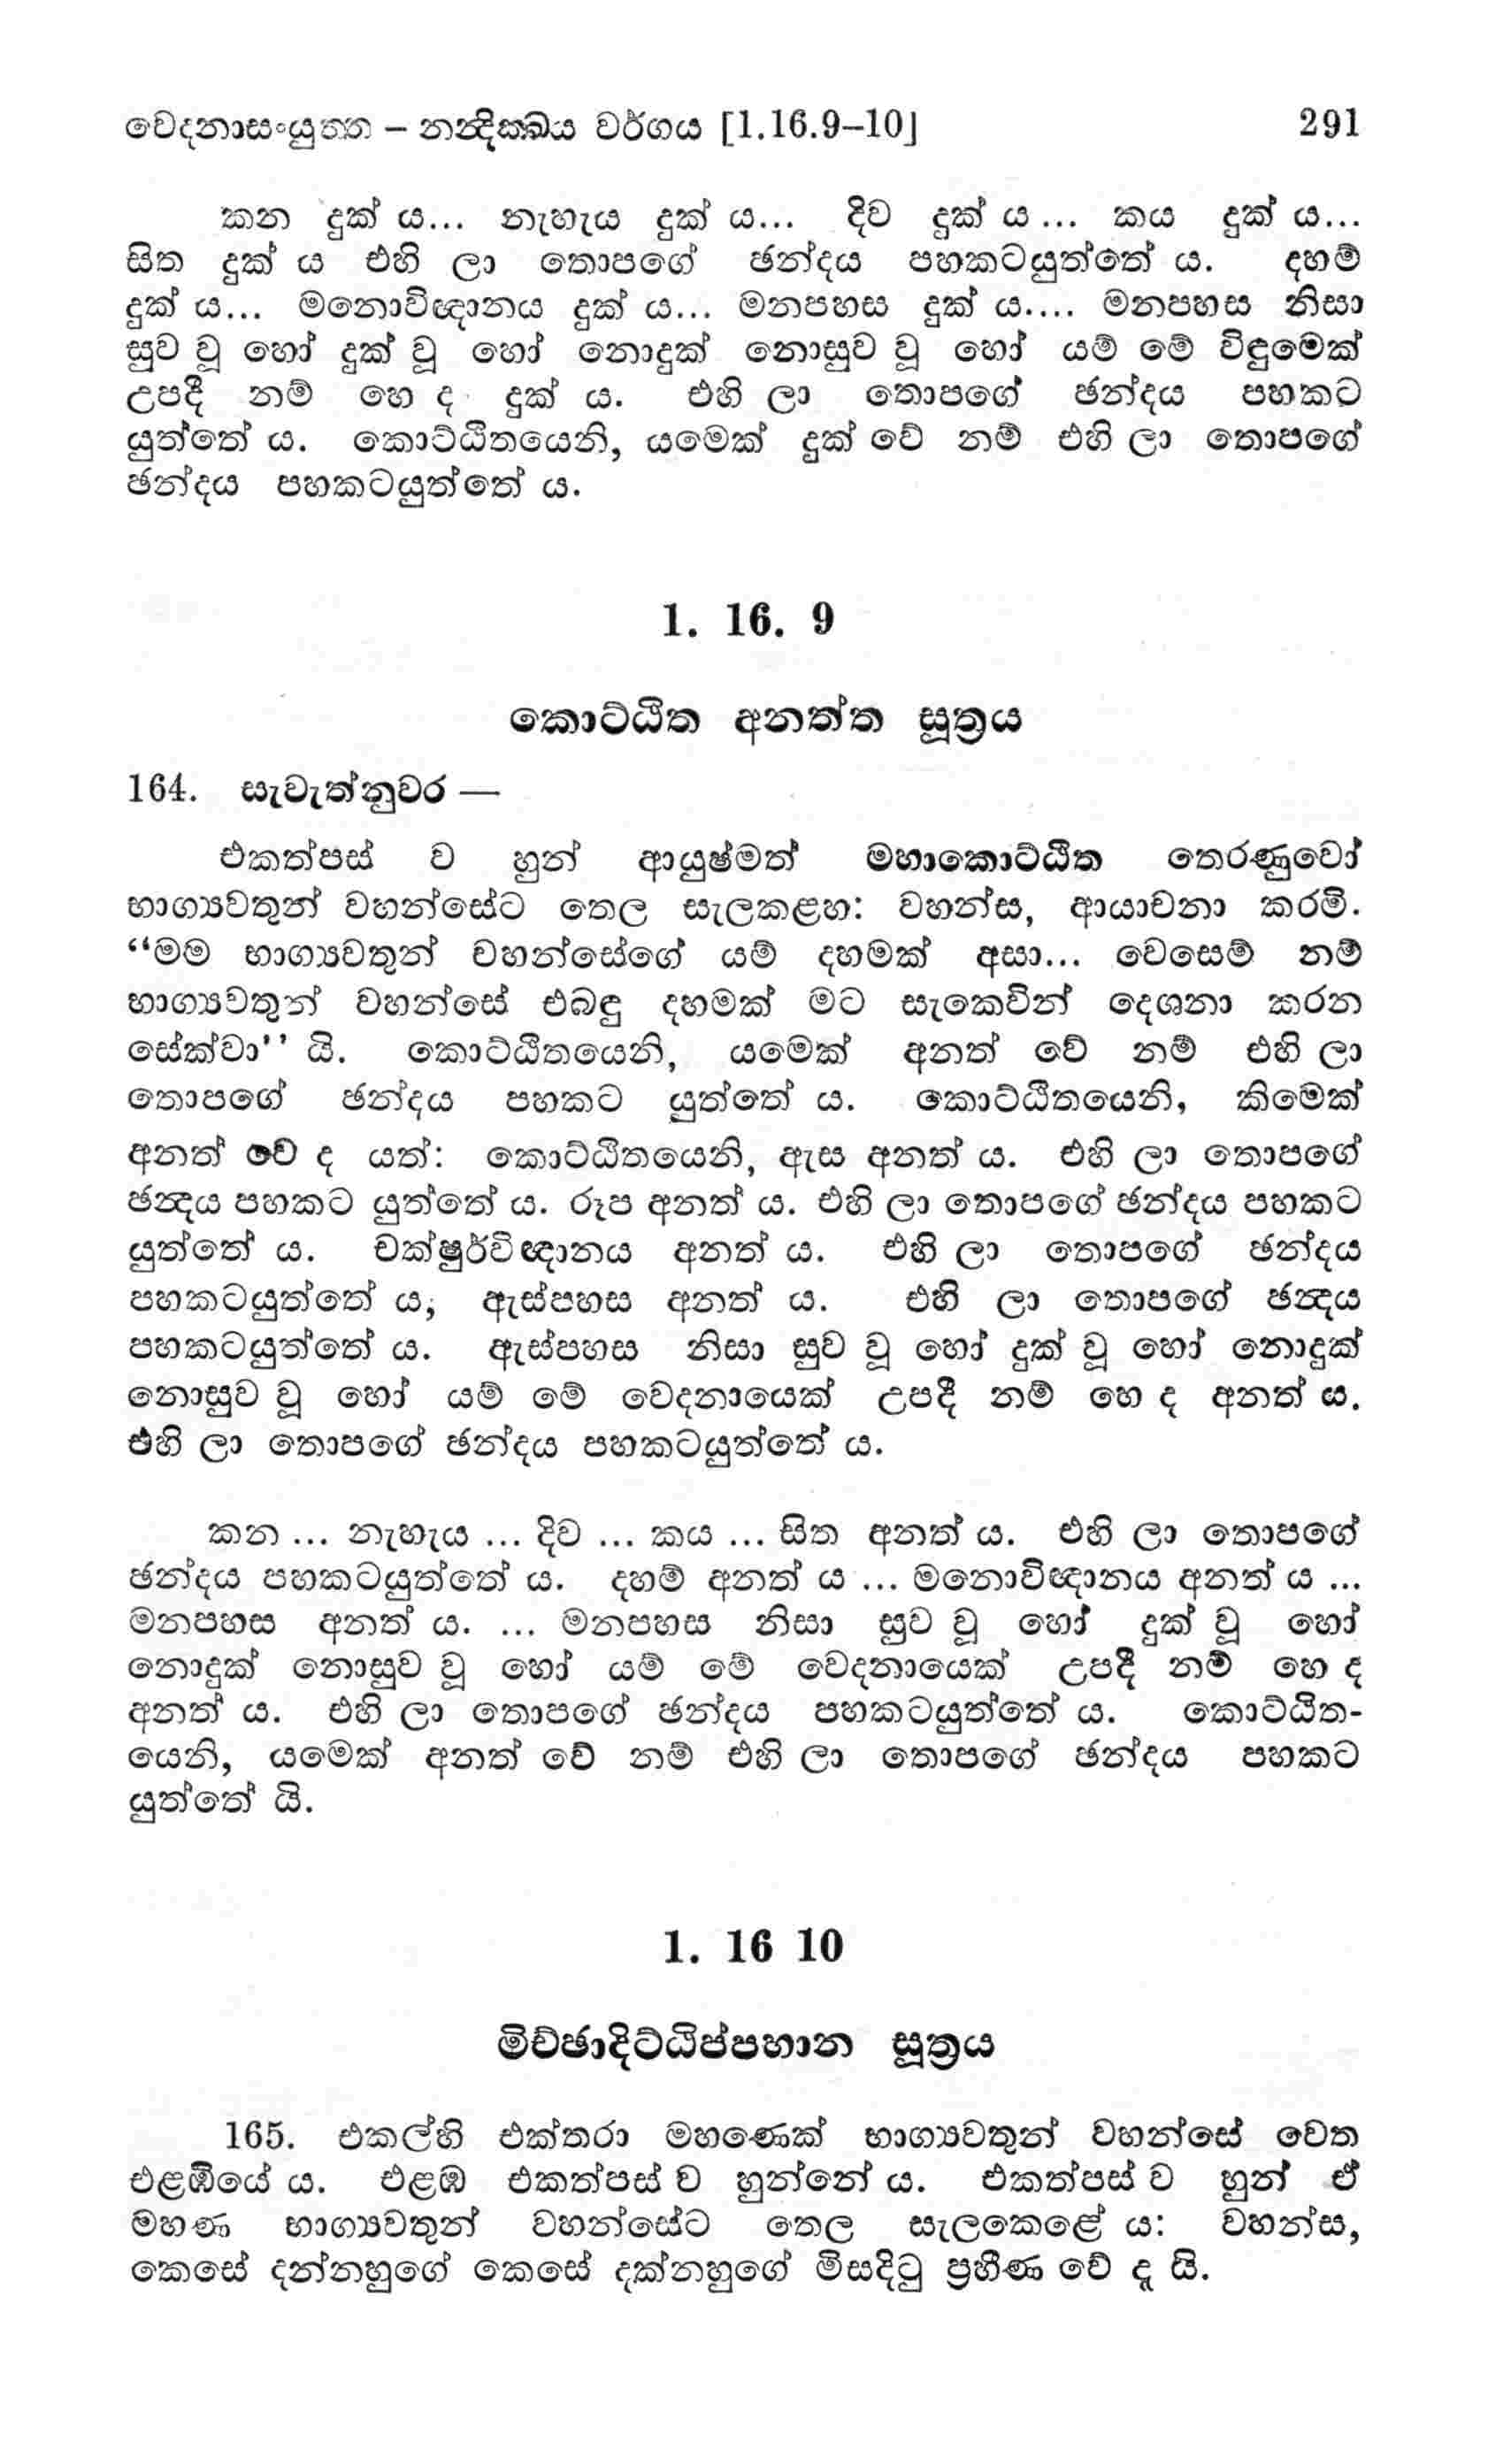 වෙදනාසංයුත්ත – නන්දික්ඛය වර්ගය [1.16.9–10] 291
කන දුක් ය... නැහැය දුක් ය... දිව දුක් ය... කය දුක් ය...
සිත දුක් ය එහි ලා තොපගේ ඡන්දය පහකටයුත්තේ ය. දහම්
දුක් ය... මනොවිඥානය දුක් ය... මනපහස දුක් ය.... මනපහස නිසා
සුව වූ හෝ දුක් වූ හෝ නොදුක් නොසුව වූ හෝ යම් මේ විඳුමෙක්
උපදී නම් හෙ ද දුක් ය. එහි ලා තොපගේ ඡන්දය පහකට
යුත්තේ ය. කොට්ඨිතයෙනි, යමෙක් දුක් වේ නම් එහි ලා තොපගේ
ඡන්දය පහකටයුත්තේ ය.
1. 16. 9
කොට්ඨිත අනත්ත සූත්‍රය
164. සැවැත්නුවර —
එකත්පස් ව හුන් ආයුෂ්මත් මහාකොට්ඨිත තෙරණුවෝ
භාග්‍යවතුන් වහන්සේට තෙල සැලකළහ: වහන්ස, ආයාචනා කරමි.
“මම භාග්‍යවතුන් වහන්සේගේ යම් දහමක් අසා... වෙසෙම් නම්
භාග්‍යවතුන් වහන්සේ එබඳු දහමක් මට සැකෙවින් දෙශනා කරන
සේක්වා’’ යි. කොට්ඨිතයෙනි, යමෙක් අනත් වේ නම් එහි ලා
තොපගේ ඡන්දය පහකට යුත්තේ ය. කොට්ඨිතයෙනි, කිමෙක්
අනත් වේ ද යත්: කොට්ඨිතයෙනි, ඇස අනත් ය. එහි ලා තොපගේ
ඡන්‍දය පහකට යුත්තේ ය. රූප අනත් ය. එහි ලා තොපගේ ඡන්දය පහකට
යුත්තේ ය. චක්ෂුර්විඥානය අනත් ය. එහි ලා තොපගේ ඡන්දය
පහකටයුත්තේ ය; ඇස්පහස අනත් ය. එහි ලා තොපගේ ඡන්‍දය
පහකටයුත්තේ ය. ඇස්පහස නිසා සුව වූ හෝ දුක් වූ හෝ නොදුක්
නොසුව වූ හෝ යම් මේ වෙදනායෙක් උපදී නම් හෙ ද අනත් ය.
එහි ලා තොපගේ ඡන්දය පහකටයුත්තේ ය.
කන ... නැහැය ... දිව ... කය ... සිත අනත් ය. එහි ලා තොපගේ
ඡන්දය පහකටයුත්තේ ය. දහම් අනත් ය ... මනොවිඥානය අනත් ය ...
මනපහස අනත් ය. ... මනපහස නිසා සුව වූ හෝ දුක් වූ හෝ
නොදුක් නොසුව වූ හෝ යම් මේ වෙදනායෙක් උපදී නම් හෙ ද
අනත් ය. එහි ලා තොපගේ ඡන්දය පහකටයුත්තේ ය. කොට්ඨිත-
යෙනි, යමෙක් අනත් වේ නම් එහි ලා තොපගේ ඡන්දය පහකට
යුත්තේ යි.
1. 16 10
මිච්ඡාදිට්ඨිප්පහාන සූත්‍රය
165. එකල්හි එක්තරා මහණෙක් භාග්‍යවතුන් වහන්සේ වෙත
එළඹියේ ය. එළඹ එකත්පස් ව හුන්නේ ය. එකත්පස් ව හුන් ඒ
මහණ භාග්‍යවතුන් වහන්සේට තෙල සැලකෙළේ ය: වහන්ස,
කෙසේ දන්නහුගේ කෙසේ දක්නහුගේ මිසදිටු ප්‍රහීණ වේ දැ යි.